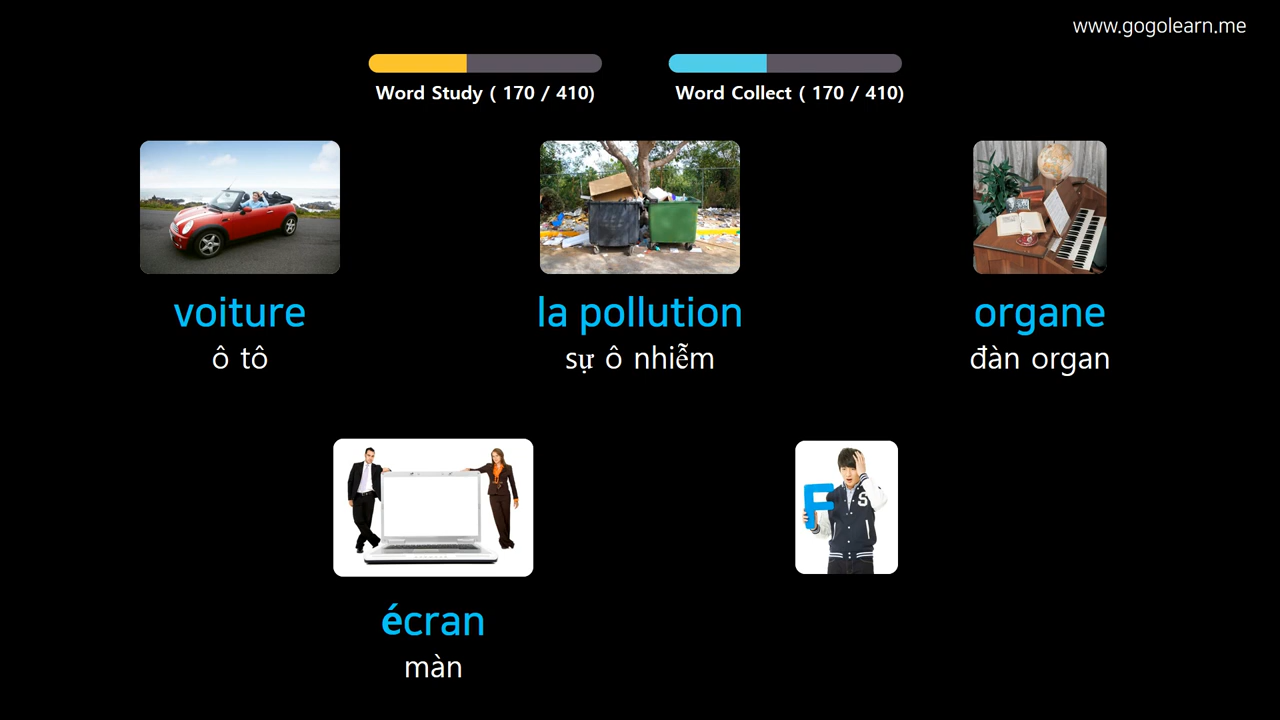 www.gogolearn.me
Word Study ( 170 / 410)
Word Collect ( 170 / 410)
voiture
ô tô
la pollution
sự ô nhiễm
organe
đàn organ
F
S
écran
màn